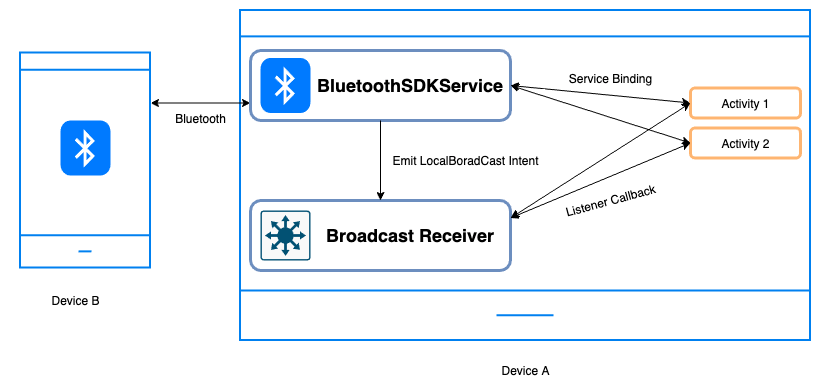 BluetoothSDKService
Service Binding
Activity 1
Bluetooth
Activity 2
Emit LocalBoradCast Intent
Listener Callback
Broadcast Receiver
Device B
Device A